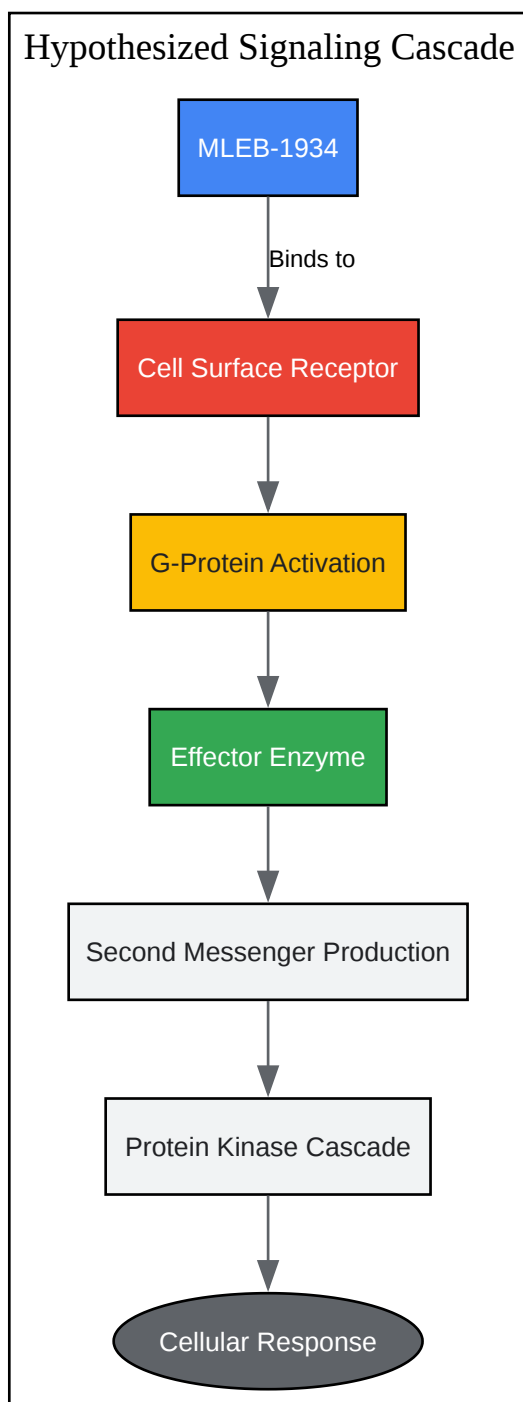 Hypothesized Signaling Cascade
MLEB-1934
Binds to
Cell Surface Receptor
G-Protein Activation
Effector Enzyme
Second Messenger Production
Protein Kinase Cascade
Cellular Response